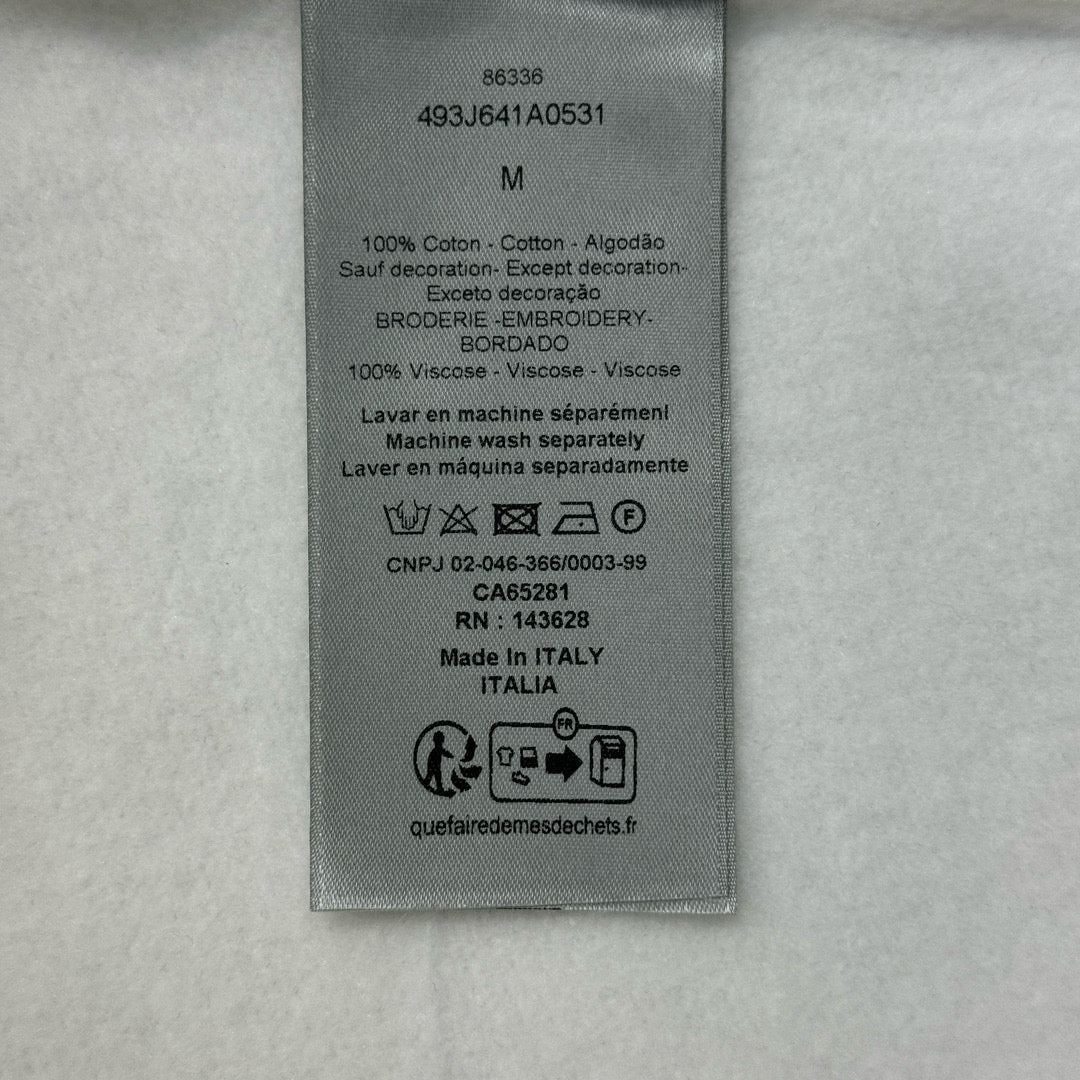 86336
493J641A0531
M
100% Coton - Cotton - Algodão
Sauf decoration- Except decoration-
Exceto decoração
BRODERIE -EMBROIDERY-
BORDADO
100% Viscose - Viscose - Viscose
Lavar en machine séparémenl
Machine wash separately
Laver en máquina separadamente
F
CNPJ 02-046-366/0003-99
CA65281
RN : 143628
Made In ITALY
ITALIA
FR
quefairedemesdechets.fr